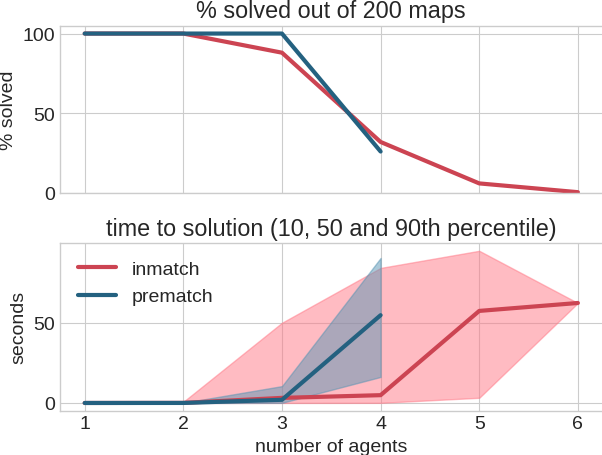 % solved out of 200 maps
100
50
0
% solved
time to solution (10, 50 and 90th percentile)
inmatch
prematch
50
0
seconds
1 2 3 4 5 6
number of agents